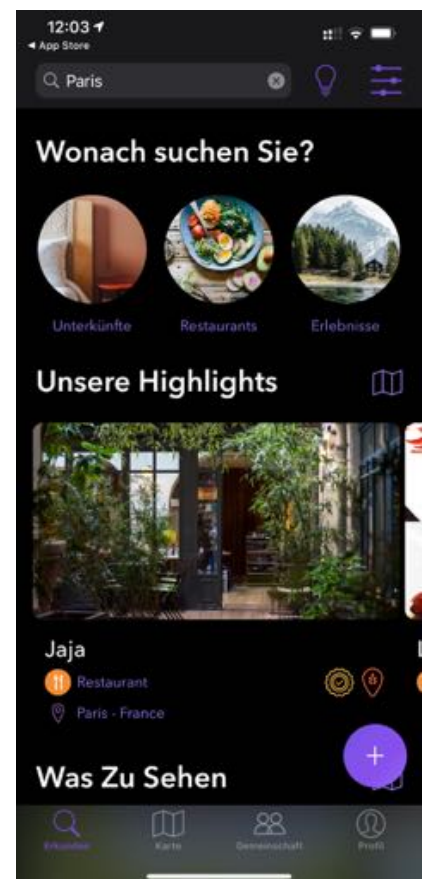 12:03
App Store
Paris
Wonach suchen Sie?
Unterkünfte
Restaurants
Erlebnisse
Unsere Highlights
Jaja
Restaurant
Paris - France
Was Zu Sehen
Erkunden
Karte
Gemeinschaft
Profil